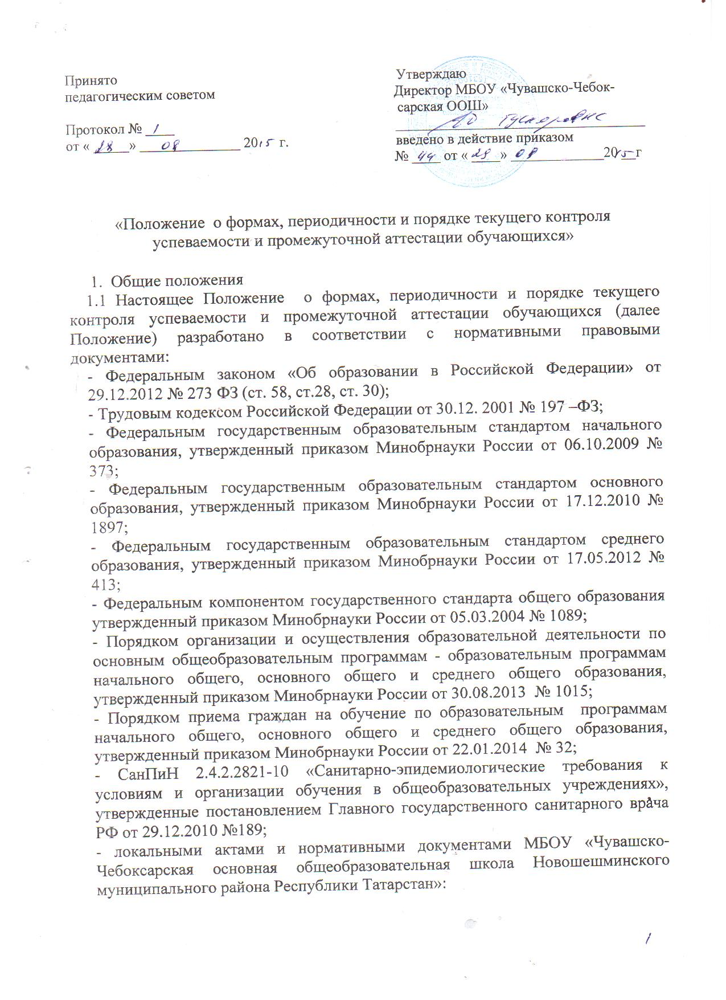 Принято
педагогическим советом
Протокол № 1
от « 28 » 08 2015 г.
Утверждаю
Директор МБОУ «Чувашско-Чебок-
сарская ООШ»
введено в действие приказом
№ 44 от « 28 » 08 2015 г
«Положение о формах, периодичности и порядке текущего контроля
успеваемости и промежуточной аттестации обучающихся»
1. Общие положения
1.1 Настоящее Положение о формах, периодичности и порядке текущего
контроля успеваемости и промежуточной аттестации обучающихся (далее
Положение) разработано в соответствии с нормативными правовыми
документами:
- Федеральным законом «Об образовании в Российской Федерации» от
29.12.2012 № 273 ФЗ (ст. 58, ст.28, ст. 30);
- Трудовым кодексом Российской Федерации от 30.12. 2001 № 197 –ФЗ;
- Федеральным государственным образовательным стандартом начального
образования, утвержденный приказом Минобрнауки России от 06.10.2009 №
373;
- Федеральным государственным образовательным стандартом основного
образования, утвержденный приказом Минобрнауки России от 17.12.2010 №
1897;
- Федеральным государственным образовательным стандартом среднего
образования, утвержденный приказом Минобрнауки России от 17.05.2012 №
413;
- Федеральным компонентом государственного стандарта общего образования
утвержденный приказом Минобрнауки России от 05.03.2004 № 1089;
- Порядком организации и осуществления образовательной деятельности по
основным общеобразовательным программам - образовательным программам
начального общего, основного общего и среднего общего образования,
утвержденный приказом Минобрнауки России от 30.08.2013 № 1015;
- Порядком приема граждан на обучение по образовательным программам
начального общего, основного общего и среднего общего образования,
утвержденный приказом Минобрнауки России от 22.01.2014 № 32;
- СанПиН 2.4.2.2821-10 «Санитарно-эпидемиологические требования к
условиям и организации обучения в общеобразовательных учреждениях»,
утвержденные постановлением Главного государственного санитарного врача
РФ от 29.12.2010 №189;
- локальными актами и нормативными документами МБОУ «Чувашско-
Чебоксарская основная общеобразовательная школа Новошешминского
муниципального района Республики Татарстан»:
1